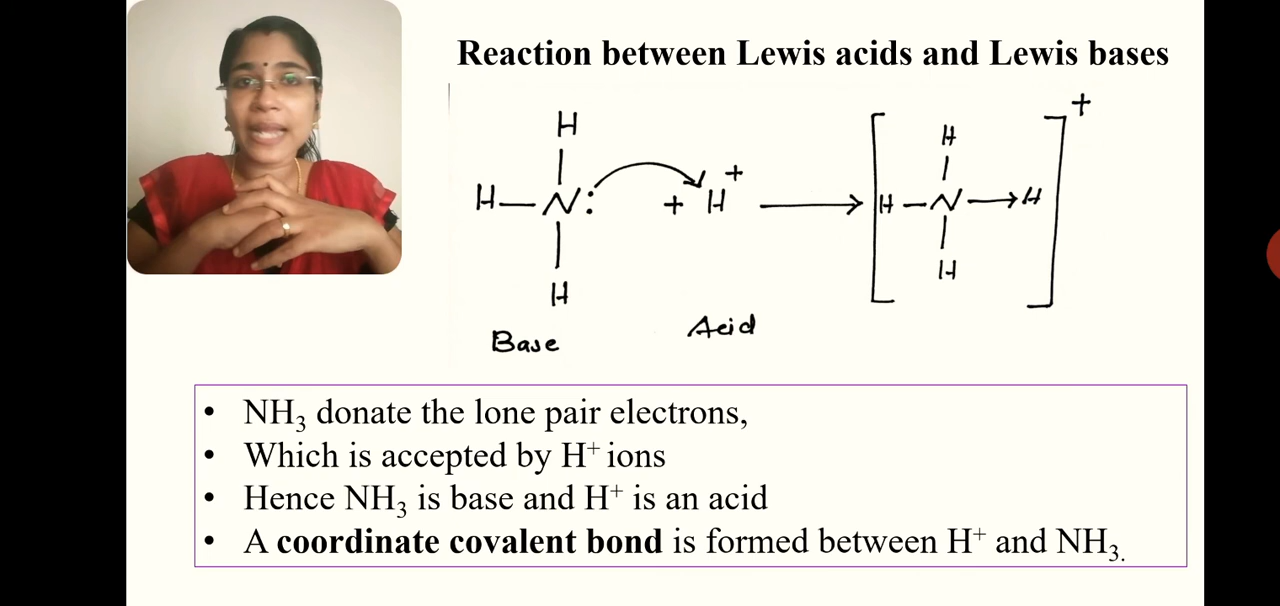 Reaction between Lewis acids and Lewis bases
H
H—N: + H⁺ ⟶ [H—N→H]⁺
H
H
H
Base
Acid
• NH₃ donate the lone pair electrons,
• Which is accepted by H⁺ ions
• Hence NH₃ is base and H⁺ is an acid
• A coordinate covalent bond is formed between H⁺ and NH₃.